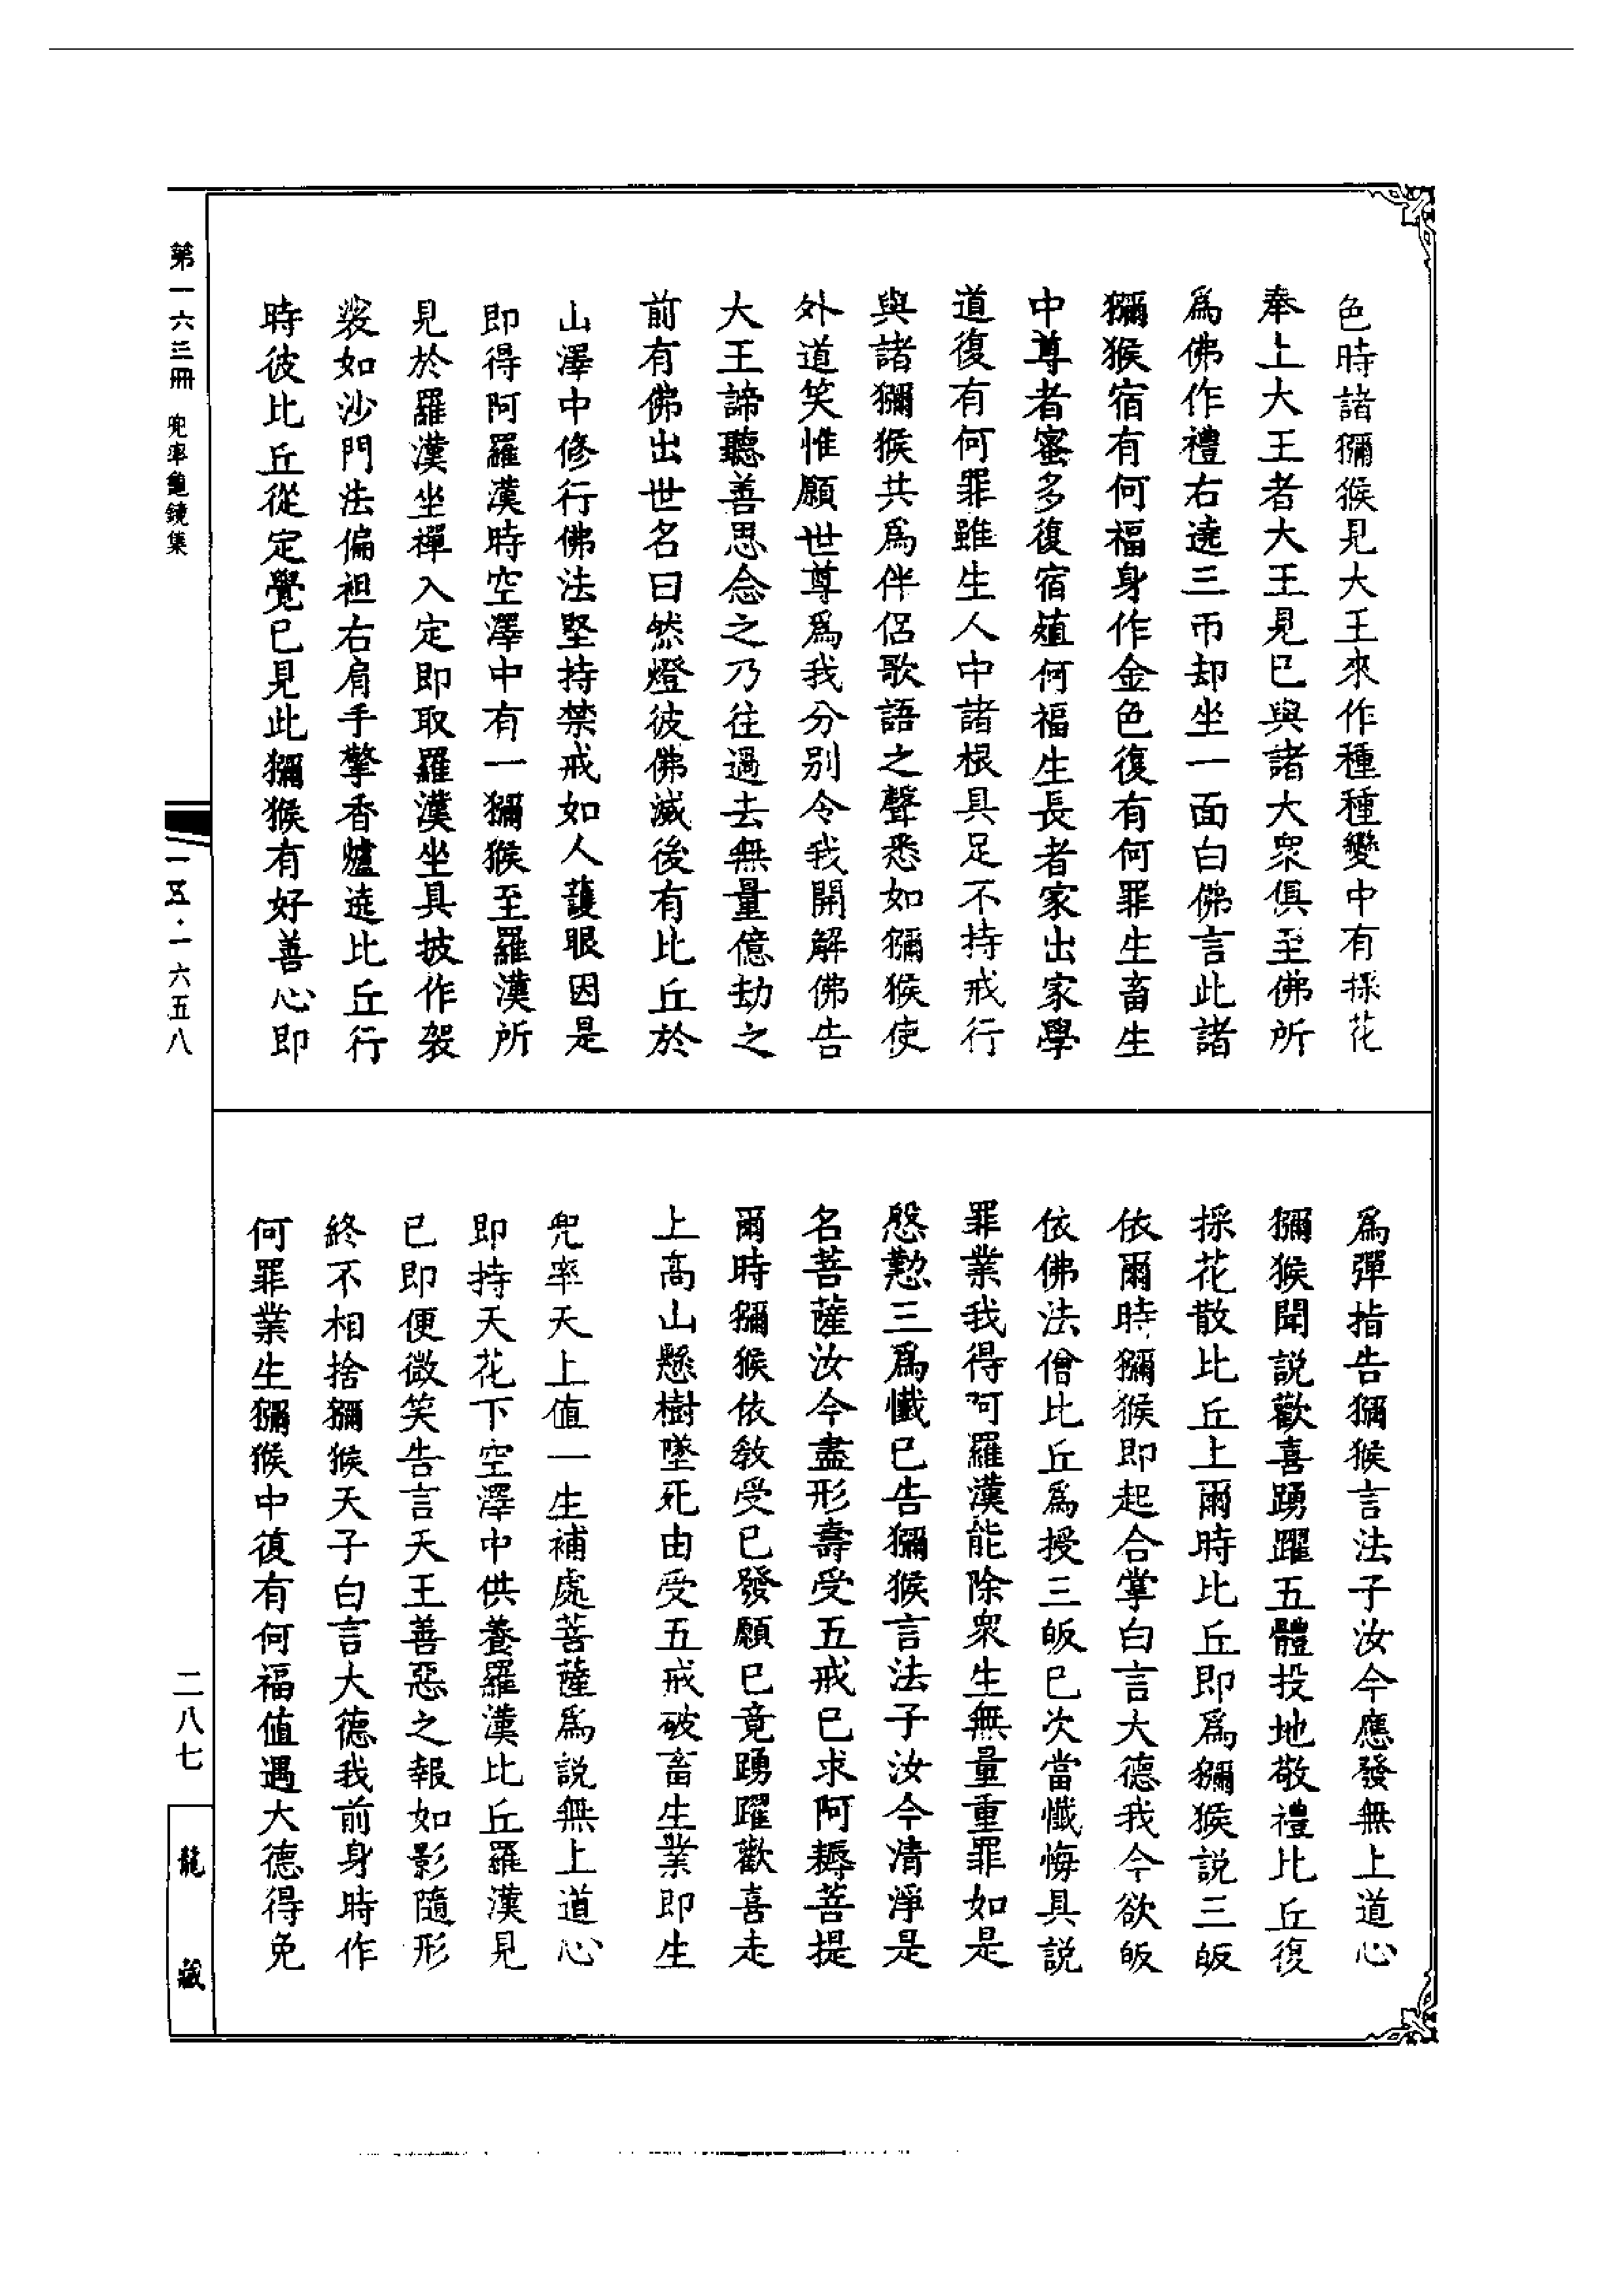 色時諸獼猴見大王來作種種變中有採花
奉上大王者大王見已與諸大衆俱至佛所
爲佛作禮右遶三帀却坐一面白佛言此諸
獼猴宿有何福身作金色復有何罪生畜生
中尊者蜜多復宿殖何福生長者家出家學
道復有何罪雖生人中諸根具足不持戒行
與諸獼猴共爲伴侶歌語之聲悉如獼猴使
外道笑惟願世尊爲我分別令我開解佛告
大王諦聽善思念之乃往過去無量億劫之
前有佛出世名曰然燈彼佛滅後有比丘於
山澤中修行佛法堅持禁戒如人護眼因是
即得阿羅漢時空澤中有一獼猴至羅漢所
見於羅漢坐禪入定即取羅漢坐具披作袈
裟如沙門法偏袒右肩手擎香爐遶比丘行
時彼比丘從定覺已見此獼猴有好善心即
爲彈指告獼猴言法子汝今應發無上道心
獼猴聞說歡喜踴躍五體投地敬禮比丘復
採花散比丘上爾時比丘即爲獼猴說三皈
依爾時獼猴即起合掌白言大德我今欲皈
依佛法僧比丘爲授三皈已次當懺悔具說
罪業我得阿羅漢能除衆生無量重罪如是
慇懃三爲懺已告獼猴言法子汝今清淨是
名菩薩汝今盡形壽受五戒已求阿耨菩提
爾時獼猴依教受已發願已竟踴躍歡喜走
上高山懸樹墜死由受五戒破畜生業即生
兜率天上值一生補處菩薩爲說無上道心
即持天花下空澤中供養羅漢比丘羅漢見
已即便微笑告言天王善惡之報如影隨形
終不相捨獼猴天子白言大德我前身時作
何罪業生獼猴中復有何福值遇大德得免
第一六三冊 兜率龜鏡集
一五·一六五八
二八七
龍藏